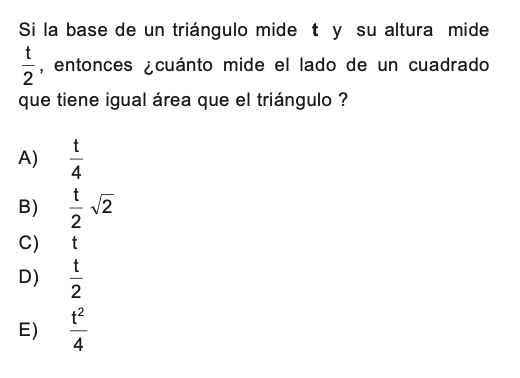 Si la base de un triángulo mide t y su altura mide
t/2, entonces ¿cuánto mide el lado de un cuadrado
que tiene igual área que el triángulo ?
A) t/4
B) t/2 √2
C) t
D) t/2
E) t²/4